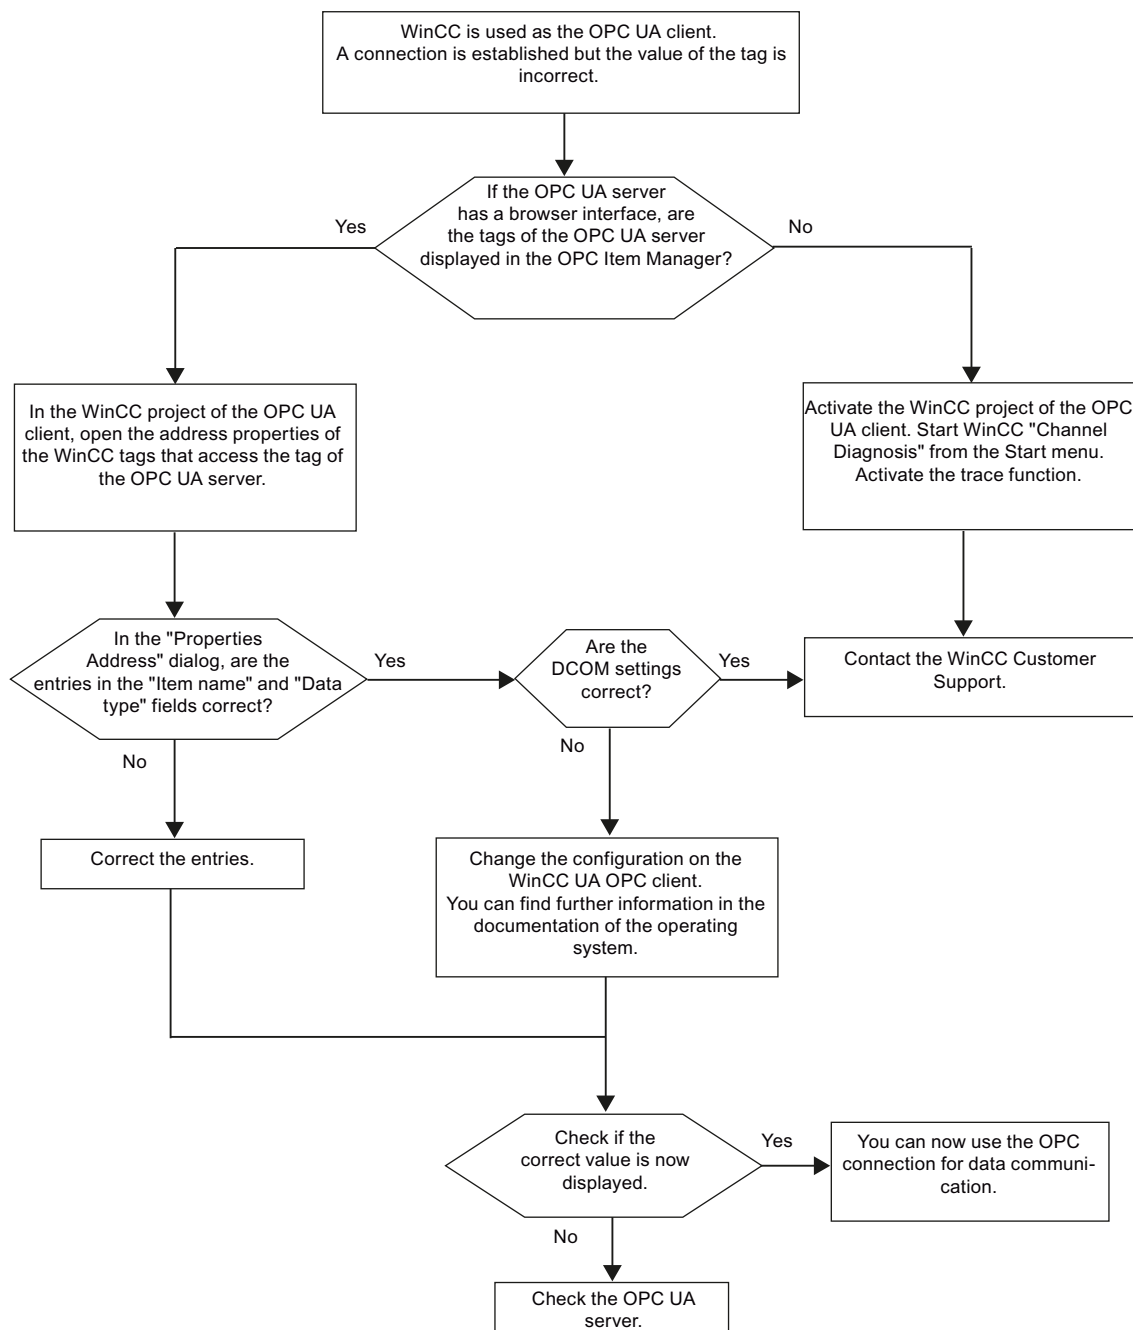 WinCC is used as the OPC UA client.
A connection is established but the value of the tag is
incorrect.
If the OPC UA server
has a browser interface, are
the tags of the OPC UA server
displayed in the OPC Item Manager?
Yes
No
In the WinCC project of the OPC UA
client, open the address properties of
the WinCC tags that access the tag of
the OPC UA server.
Activate the WinCC project of the OPC
UA client. Start WinCC "Channel
Diagnosis" from the Start menu.
Activate the trace function.
In the "Properties
Address" dialog, are the
entries in the "Item name" and "Data
type" fields correct?
Yes
Are the
DCOM settings
correct?
Yes
Contact the WinCC Customer
Support.
No
No
Correct the entries.
Change the configuration on the
WinCC UA OPC client.
You can find further information in the
documentation of the operating
system.
Check if the
correct value is now
displayed.
Yes
You can now use the OPC
connection for data communi-
cation.
No
Check the OPC UA
server.